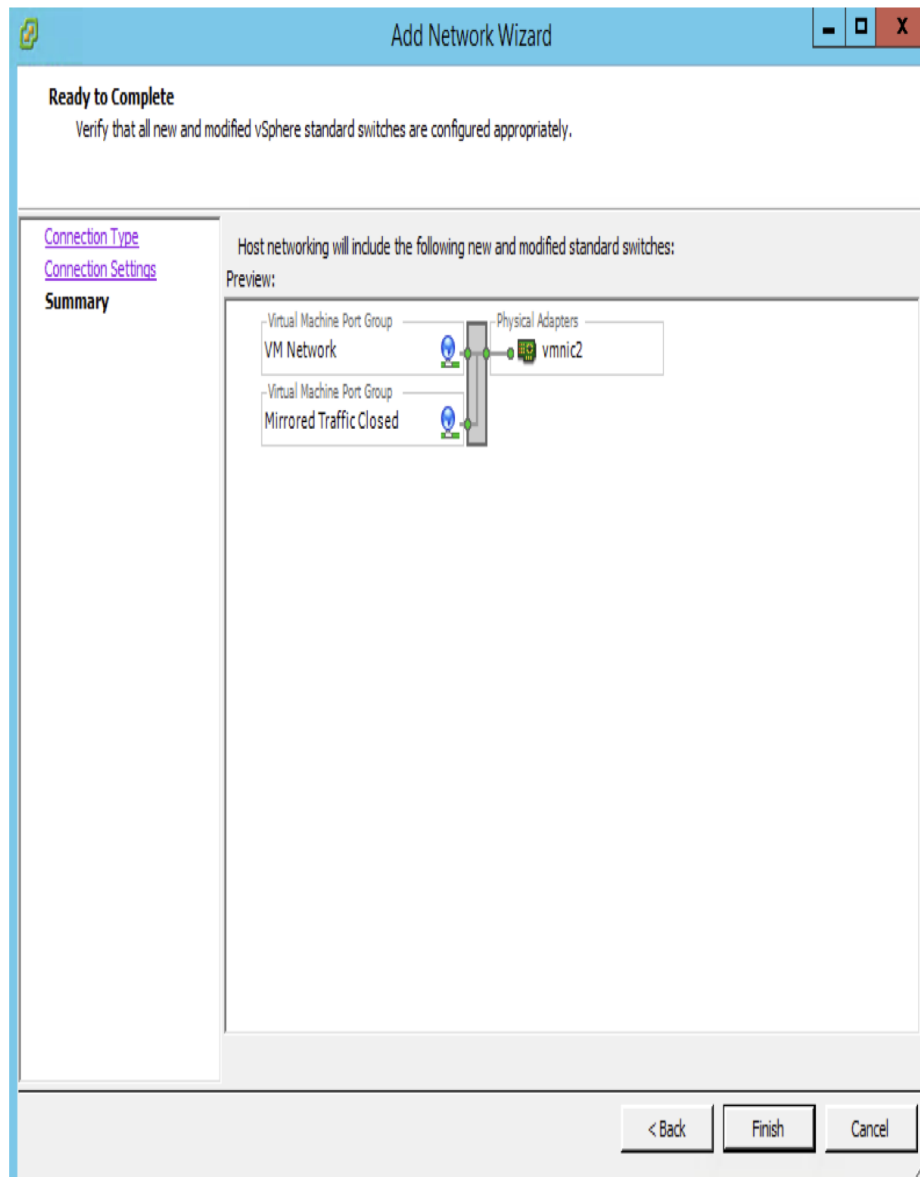 Add Network Wizard
Ready to Complete
Verify that all new and modified vSphere standard switches are configured appropriately.
Connection Type
Connection Settings
Summary
Host networking will include the following new and modified standard switches:
Preview:
Virtual Machine Port Group
VM Network
Physical Adapters
vmnic2
Virtual Machine Port Group
Mirrored Traffic Closed
< Back
Finish
Cancel